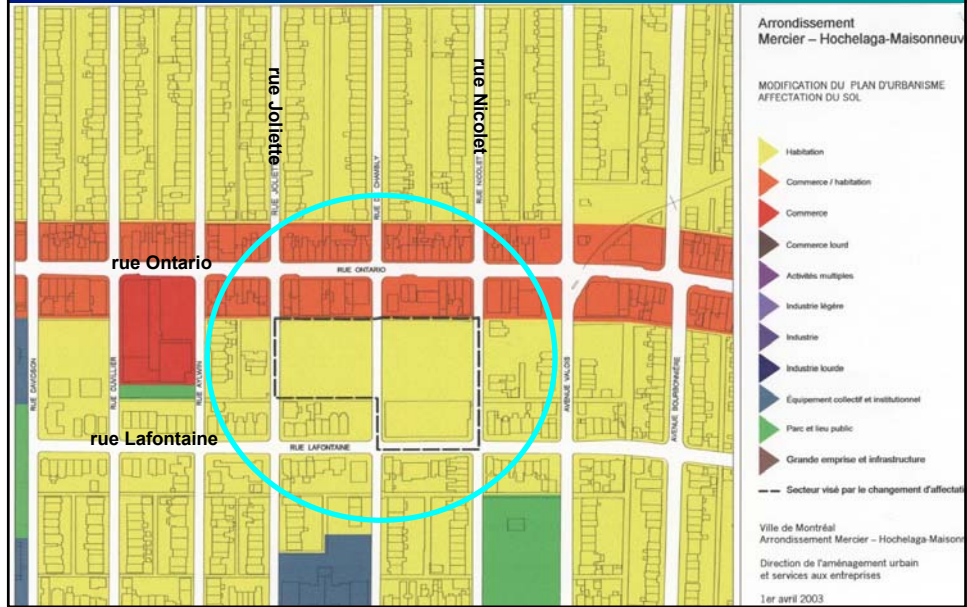 rue Joliette
rue Nicolet
rue Ontario
rue Lafontaine
RUE JOLIETTE
CHAMBLY
RUE NICOLET
RUE ONTARIO
RUE DAVIDSON
RUE CUVILLIER
RUE AYLWIN
RUE LAFONTAINE
AVENUE VALOIS
AVENUE BOURBONNIÈRE
Arrondissement
Mercier – Hochelaga-Maisonneuv
MODIFICATION DU PLAN D'URBANISME
AFFECTATION DU SOL
Habitation
Commerce / habitation
Commerce
Commerce lourd
Activités multiples
Industrie légère
Industrie
Industrie lourde
Équipement collectif et institutionnel
Parc et lieu public
Grande emprise et infrastructure
Secteur visé par le changement d'affectati
Ville de Montréal
Arrondissement Mercier – Hochelaga-Maison
Direction de l'aménagement urbain
et services aux entreprises
1er avril 2003